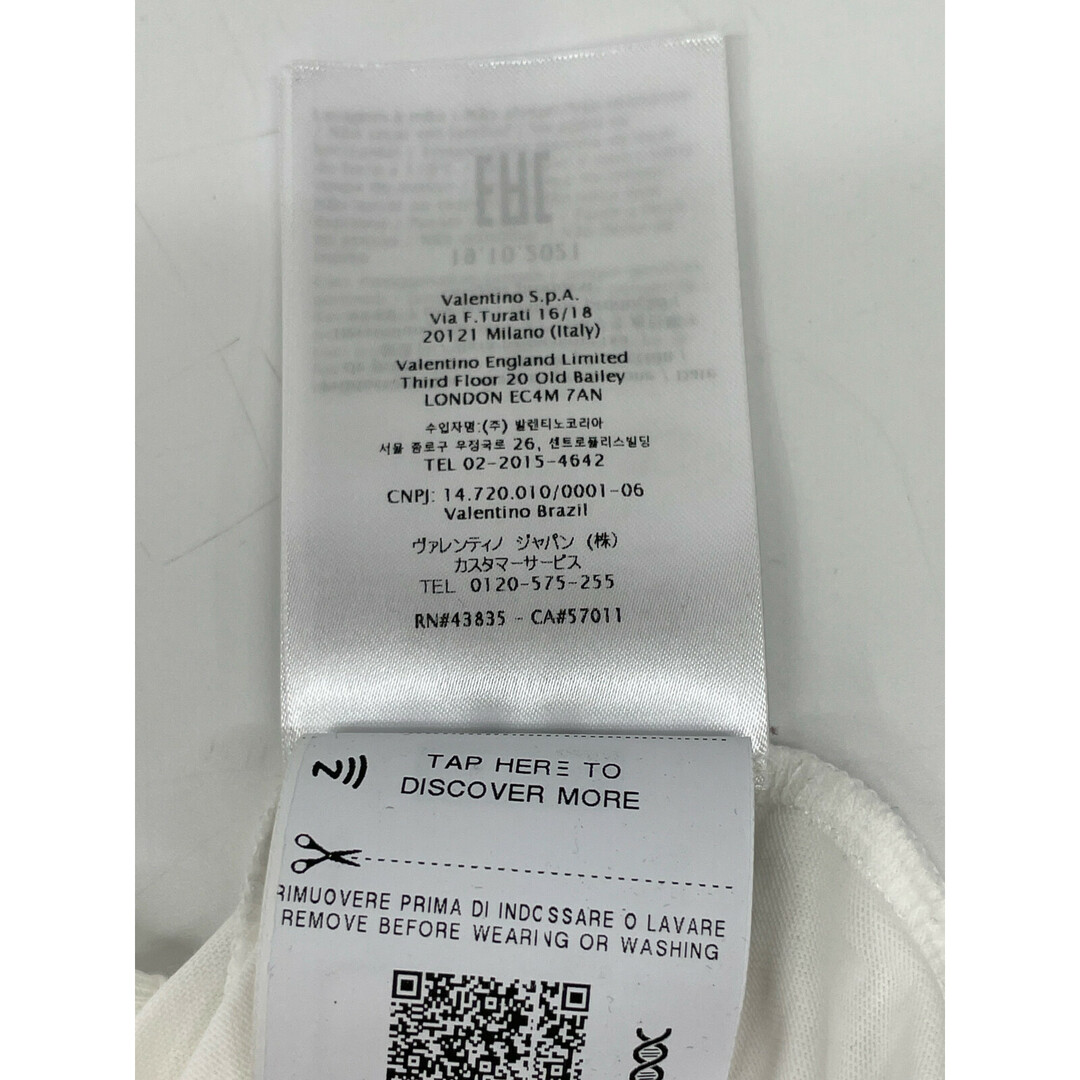 EAC
19.10.2021
Valentino S.p.A.
Via F.Turati 16/18
20121 Milano (Italy)
Valentino England Limited
Third Floor 20 Old Bailey
LONDON EC4M 7AN
수입자명:(주) 발렌티노코리아
서울 종로구 우정국로 26, 센트로폴리스빌딩
TEL 02-2015-4642
CNPJ: 14.720.010/0001-06
Valentino Brazil
ヴァレンティノ ジャパン (株)
カスタマーサービス
TEL 0120-575-255
RN#43835 - CA#57011
TAP HERE TO
DISCOVER MORE
RIMUOVERE PRIMA DI INDOSSARE O LAVARE
REMOVE BEFORE WEARING OR WASHING